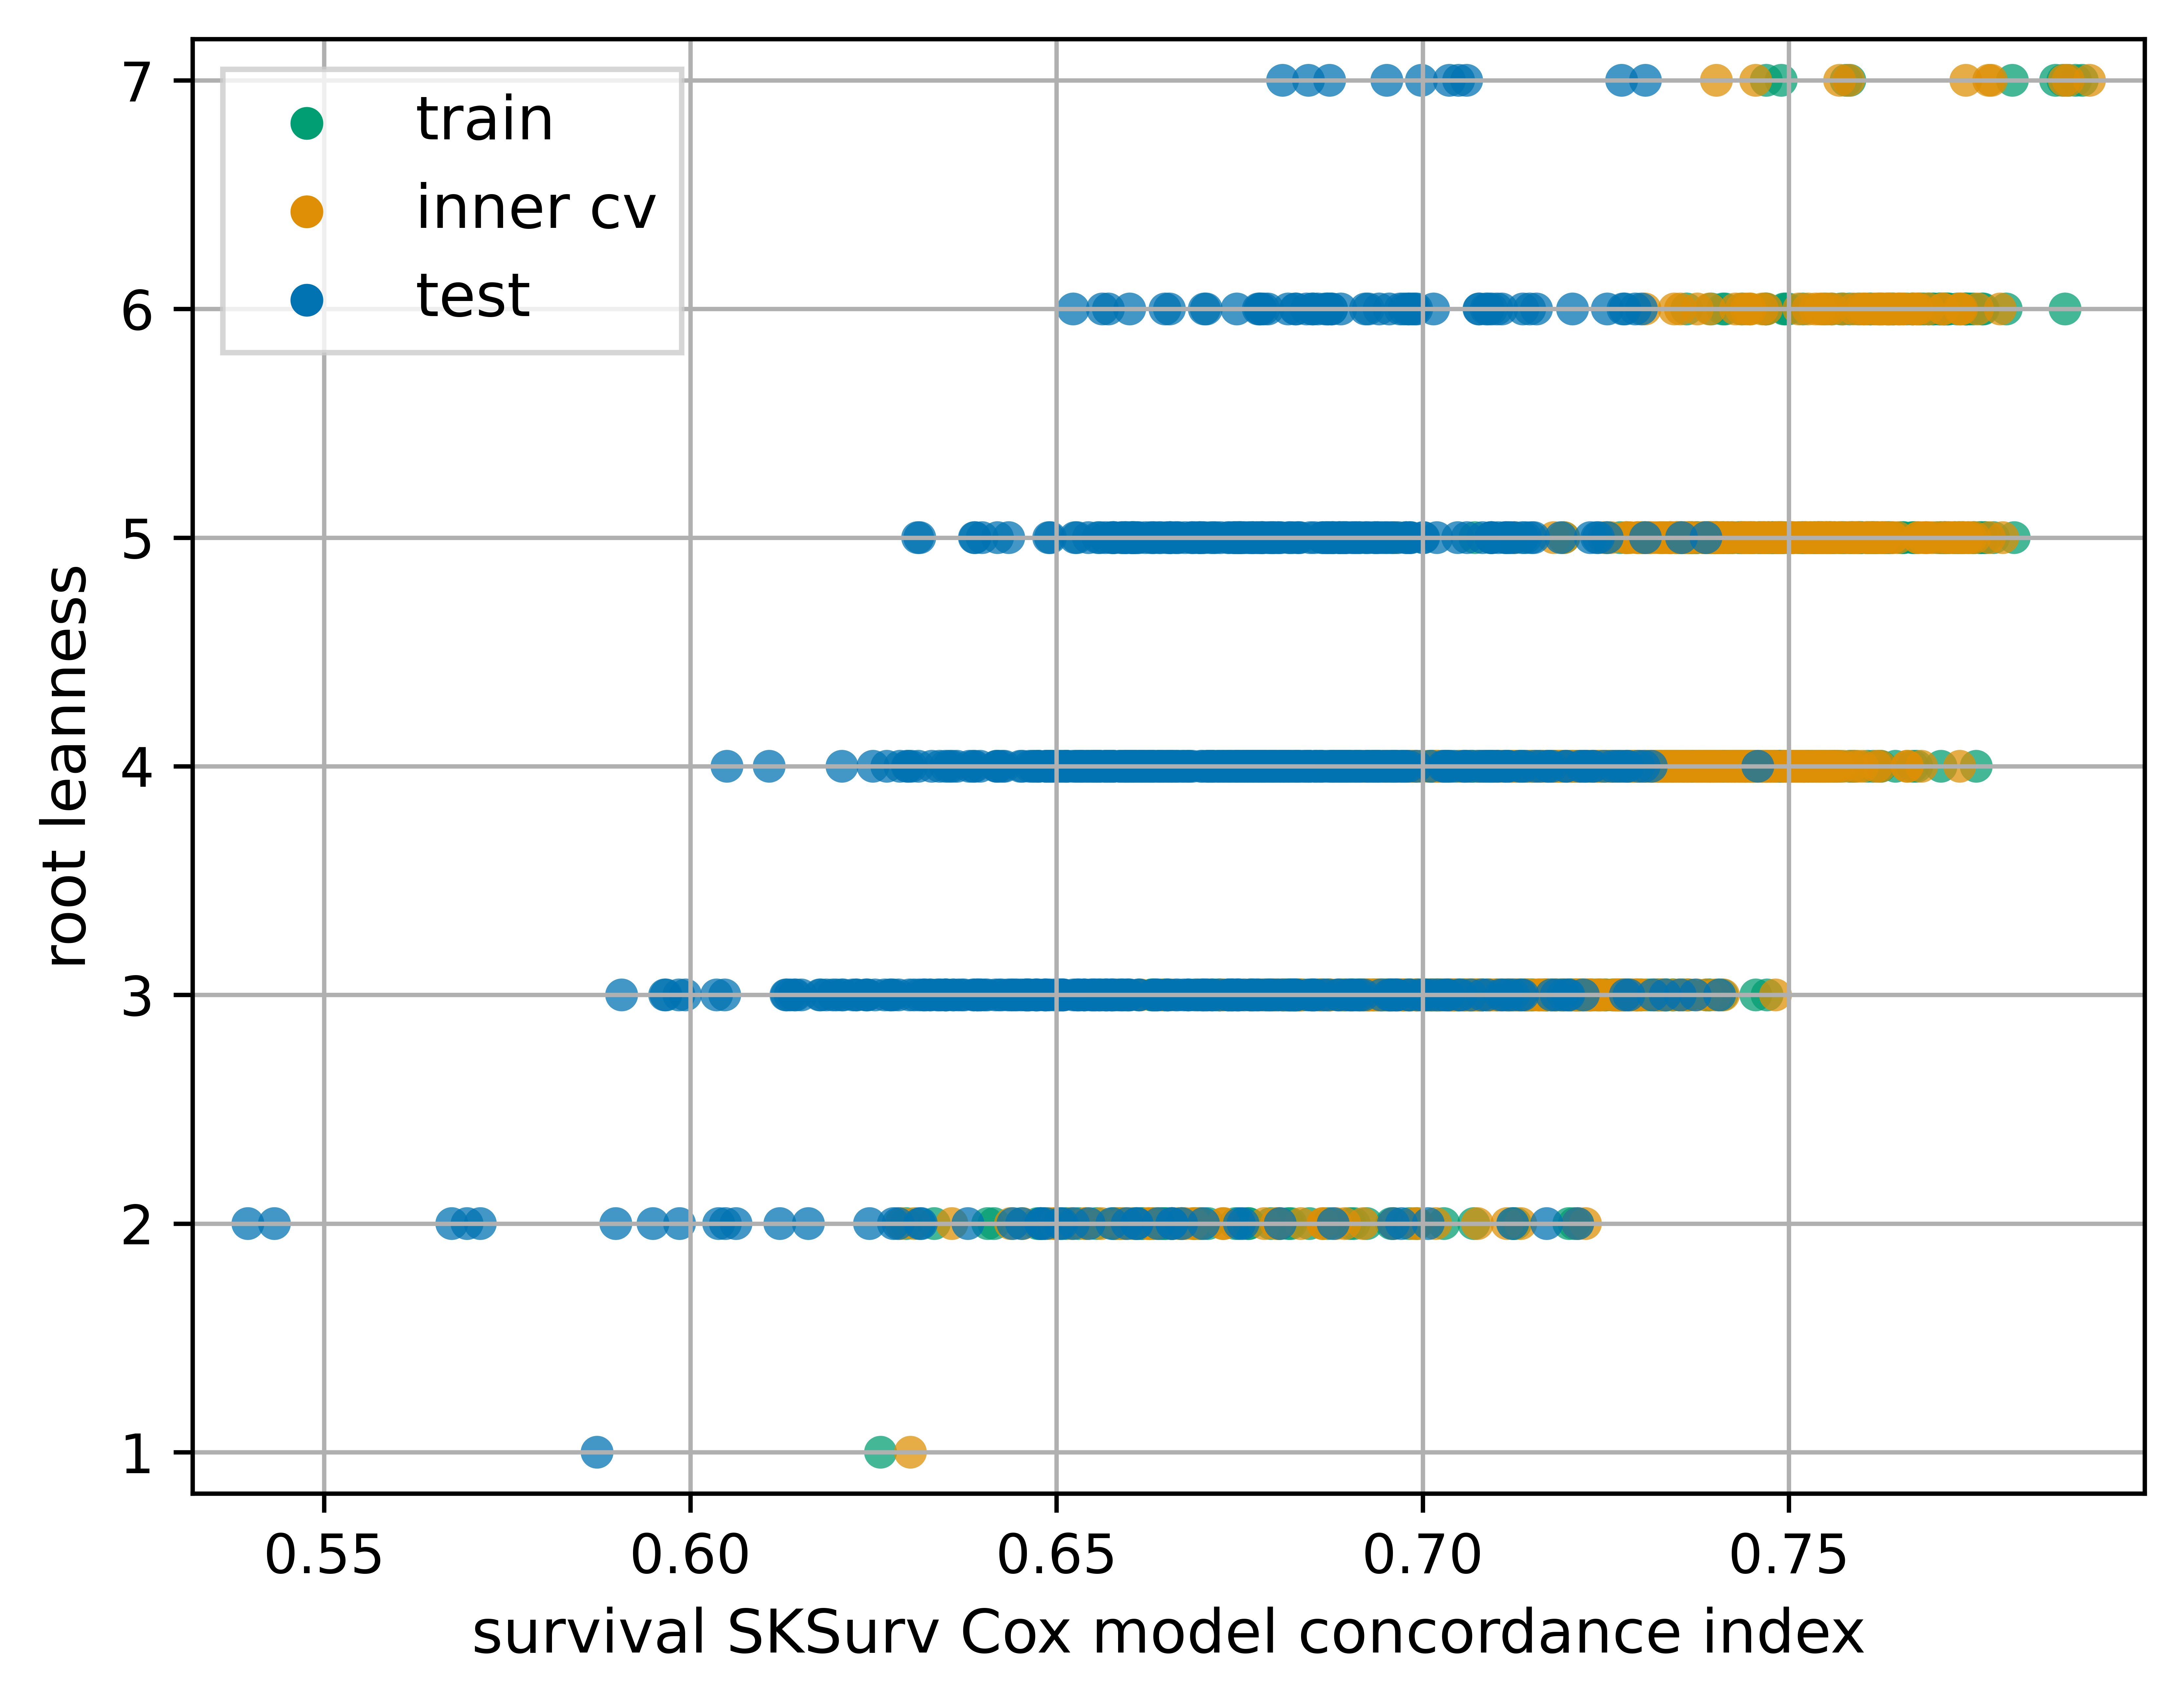 7
6
5
4
3
2
1
root leanness
train
inner cv
test
0.55 0.60 0.65 0.70 0.75
survival SKSurv Cox model concordance index